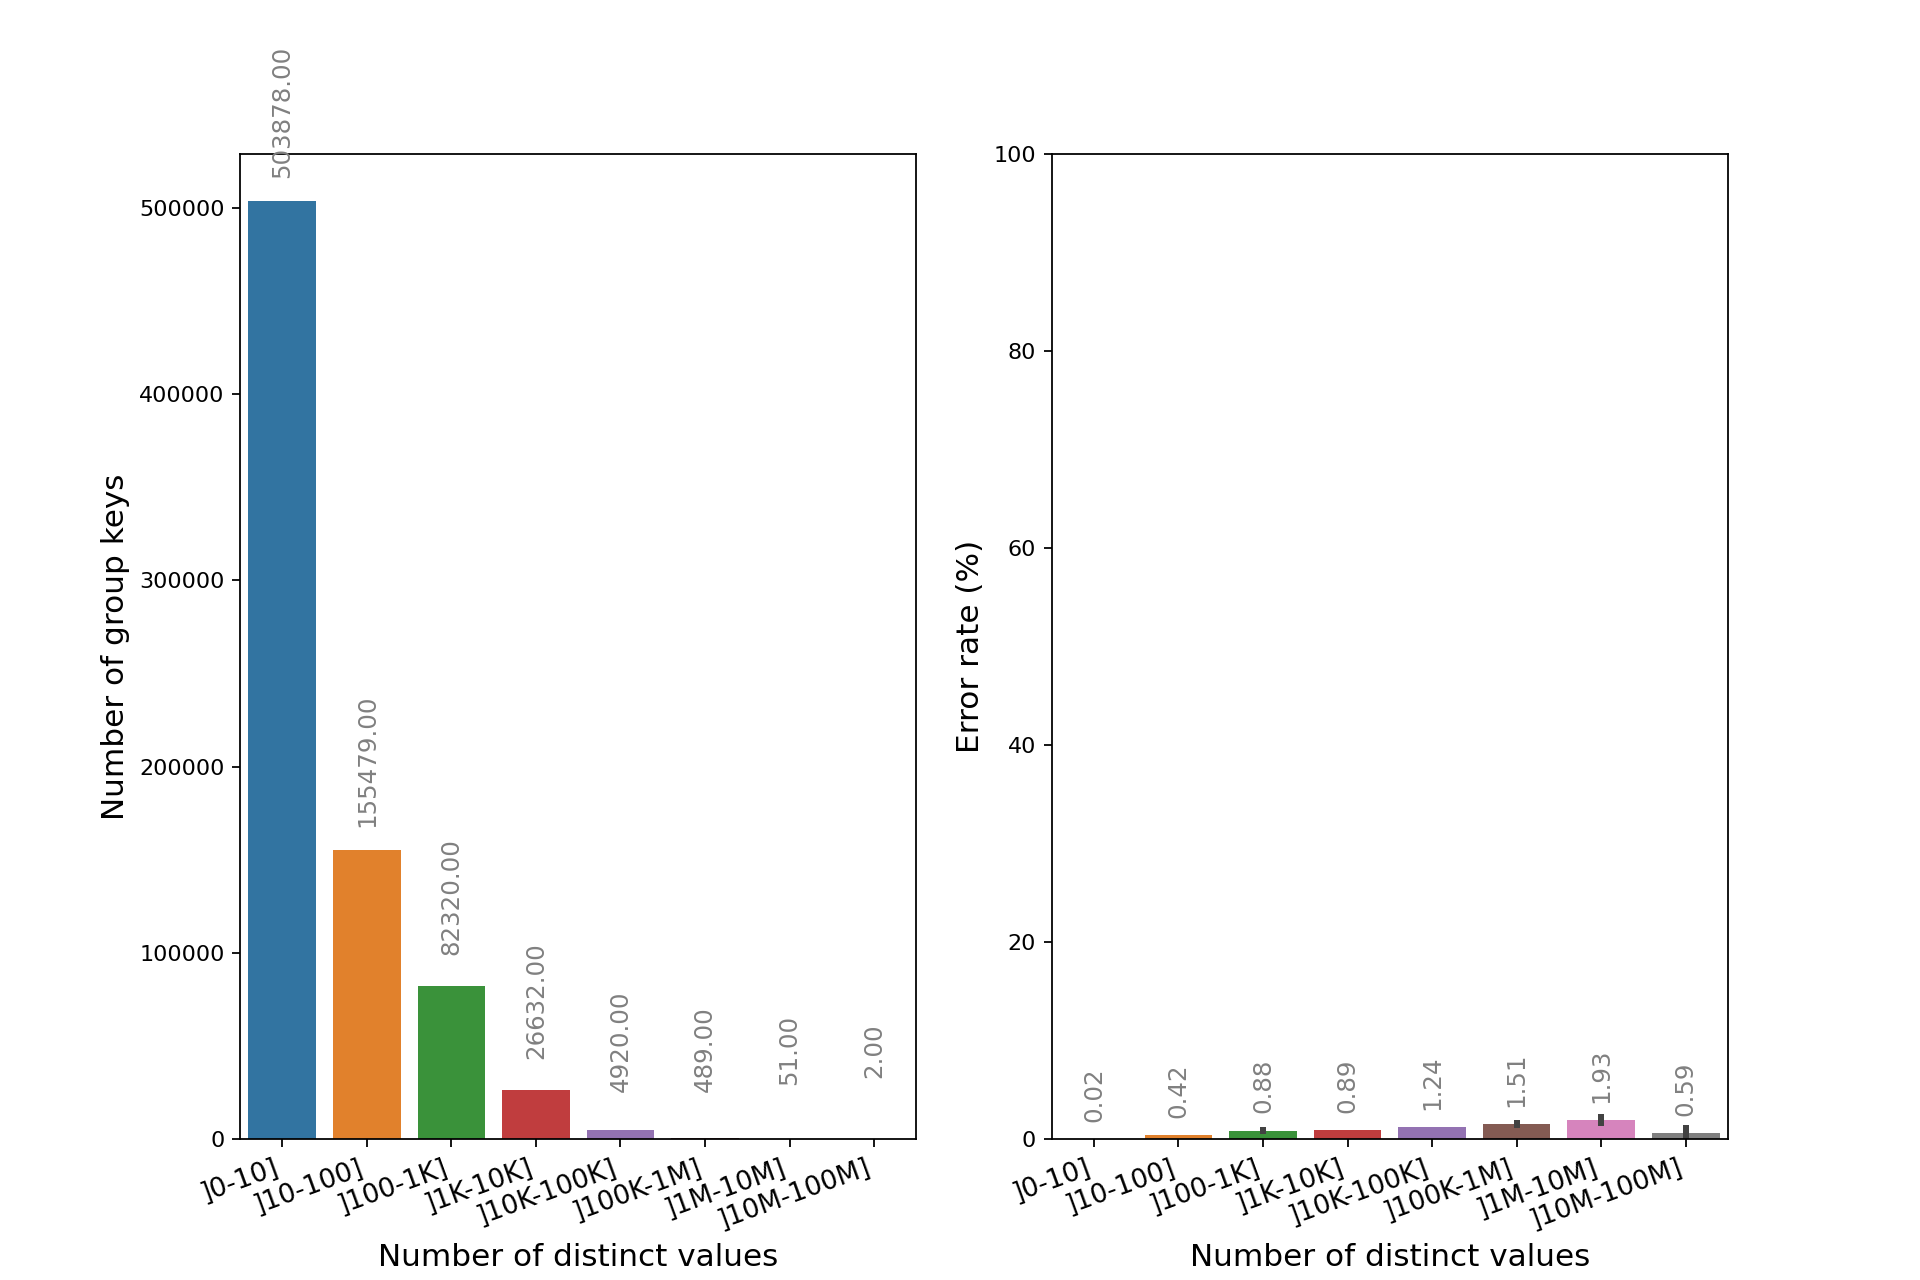 503878.00
155479.00
82320.00
26632.00
4920.00
489.00
51.00
2.00
500000
400000
300000
200000
100000
0
Number of group keys
]0-10]
]10-100]
]100-1K]
]1K-10K]
]10K-100K]
]100K-1M]
]1M-10M]
]10M-100M]
Number of distinct values
100
80
60
40
20
0
Error rate (%)
0.02
0.42
0.88
0.89
1.24
1.51
1.93
0.59
]0-10]
]10-100]
]100-1K]
]1K-10K]
]10K-100K]
]100K-1M]
]1M-10M]
]10M-100M]
Number of distinct values